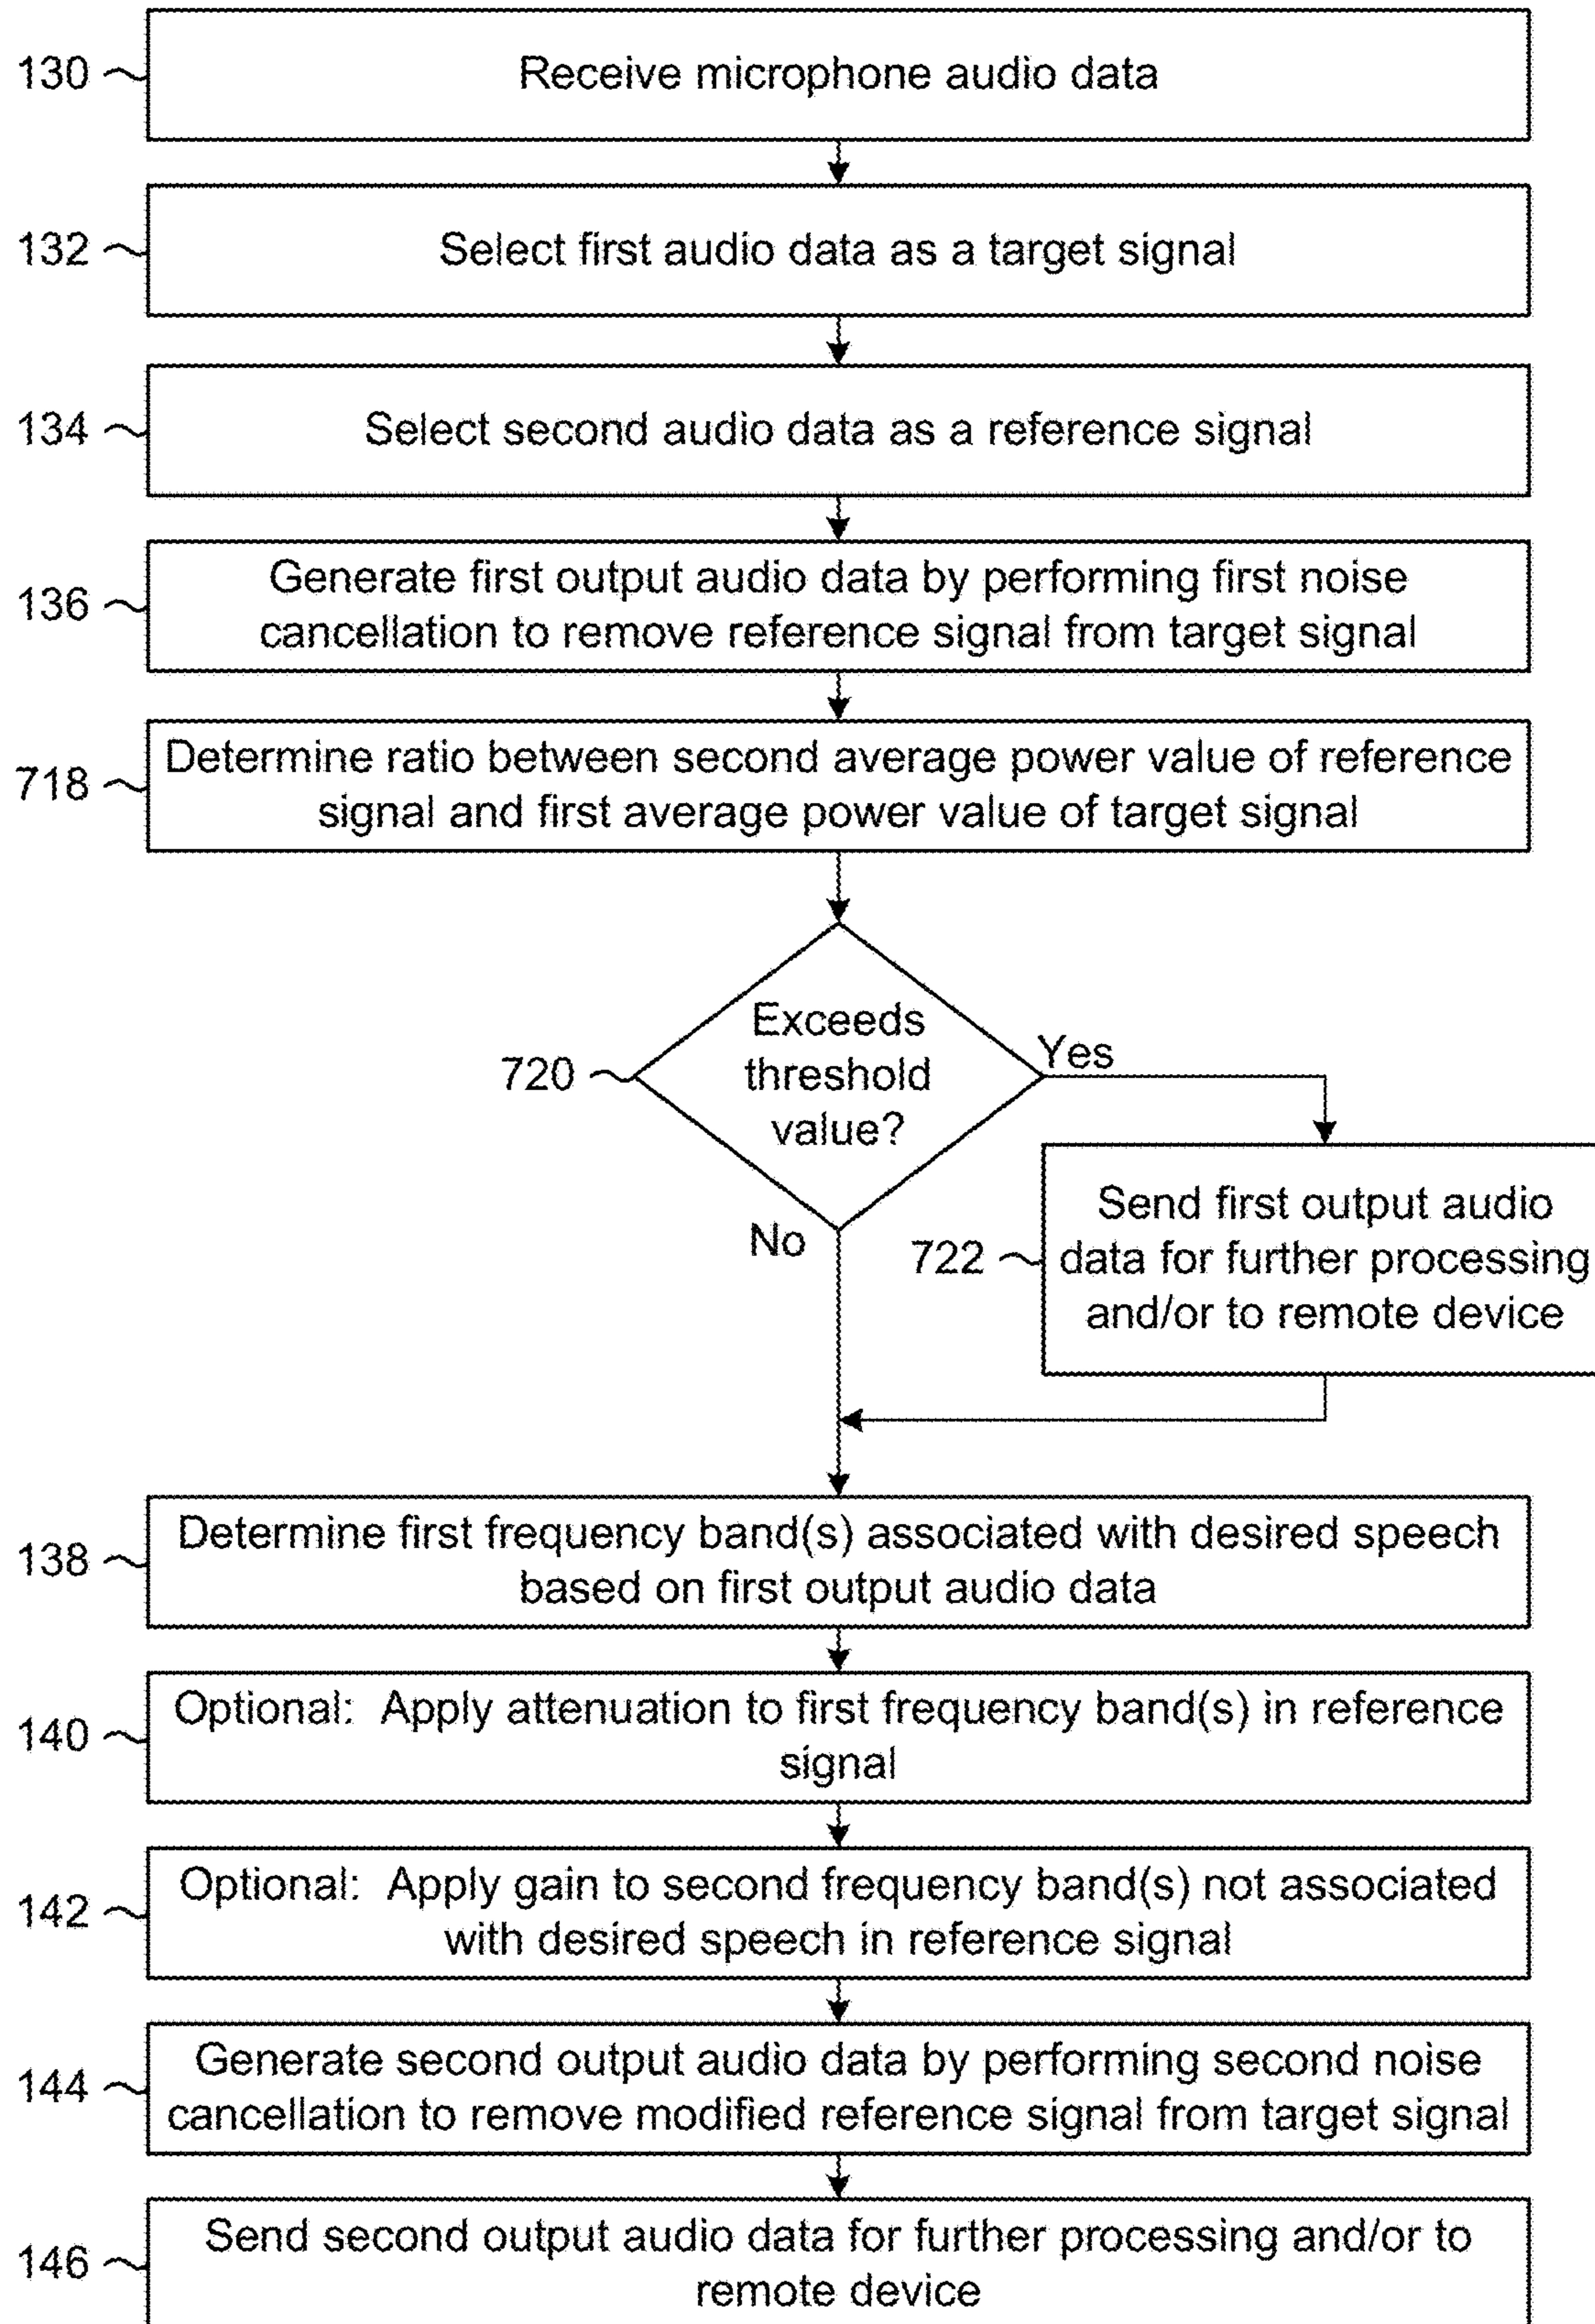 130
Receive microphone audio data
132
Select first audio data as a target signal
134
Select second audio data as a reference signal
136
Generate first output audio data by performing first noise
cancellation to remove reference signal from target signal
718
Determine ratio between second average power value of reference
signal and first average power value of target signal
720
Exceeds
threshold
value?
Yes
No
722
Send first output audio
data for further processing
and/or to remote device
138
Determine first frequency band(s) associated with desired speech
based on first output audio data
140
Optional: Apply attenuation to first frequency band(s) in reference
signal
142
Optional: Apply gain to second frequency band(s) not associated
with desired speech in reference signal
144
Generate second output audio data by performing second noise
cancellation to remove modified reference signal from target signal
146
Send second output audio data for further processing and/or to
remote device